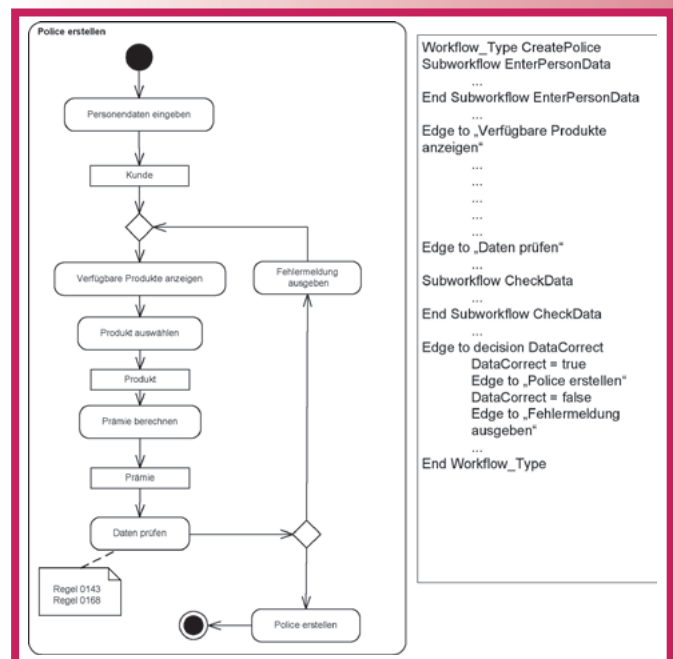 Police erstellen
Personendaten eingeben
Kunde
Verfügbare Produkte anzeigen
Fehlermeldung
ausgeben
Produkt auswählen
Produkt
Prämie berechnen
Prämie
Daten prüfen
Regel 0143
Regel 0168
Police erstellen
Workflow_Type CreatePolice
Subworkflow EnterPersonData
...
End Subworkflow EnterPersonData
...
Edge to „Verfügbare Produkte
anzeigen“
...
...
...
...
...
Edge to „Daten prüfen“
...
Subworkflow CheckData
...
End Subworkflow CheckData
...
Edge to decision DataCorrect
DataCorrect = true
Edge to „Police erstellen“
DataCorrect = false
Edge to „Fehlermeldung
ausgeben“
...
End Workflow_Type